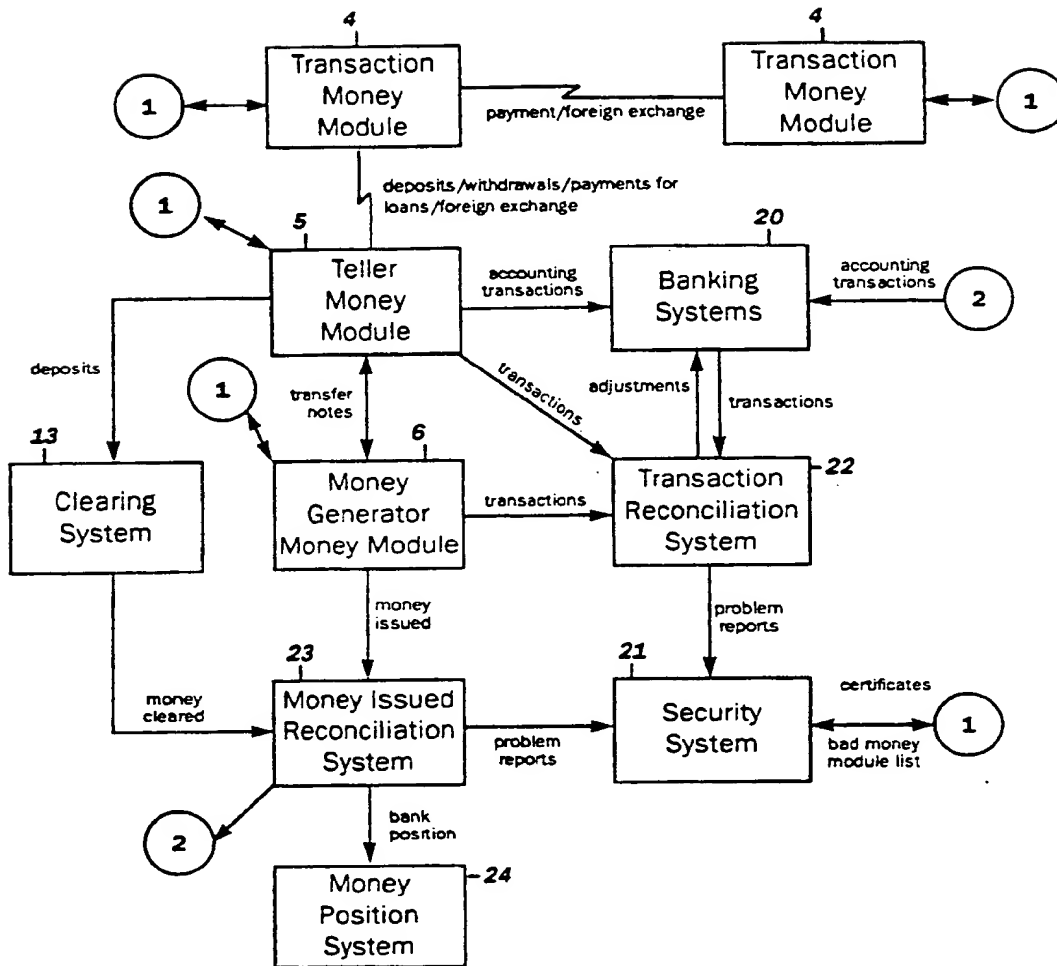 4
4
Transaction
Money
Module
Transaction
Money
Module
1
1
payment/foreign exchange
deposits/withdrawals/payments for
loans/foreign exchange
1
5
20
Teller
Money
Module
accounting
transactions
Banking
Systems
accounting
transactions
2
deposits
1
transfer
notes
transactions
adjustments
transactions
13
6
22
Clearing
System
Money
Generator
Money Module
transactions
Transaction
Reconciliation
System
money
issued
problem
reports
23
21
money
cleared
Money Issued
Reconciliation
System
problem
reports
Security
System
certificates
1
bad money
module list
2
bank
position
24
Money
Position
System